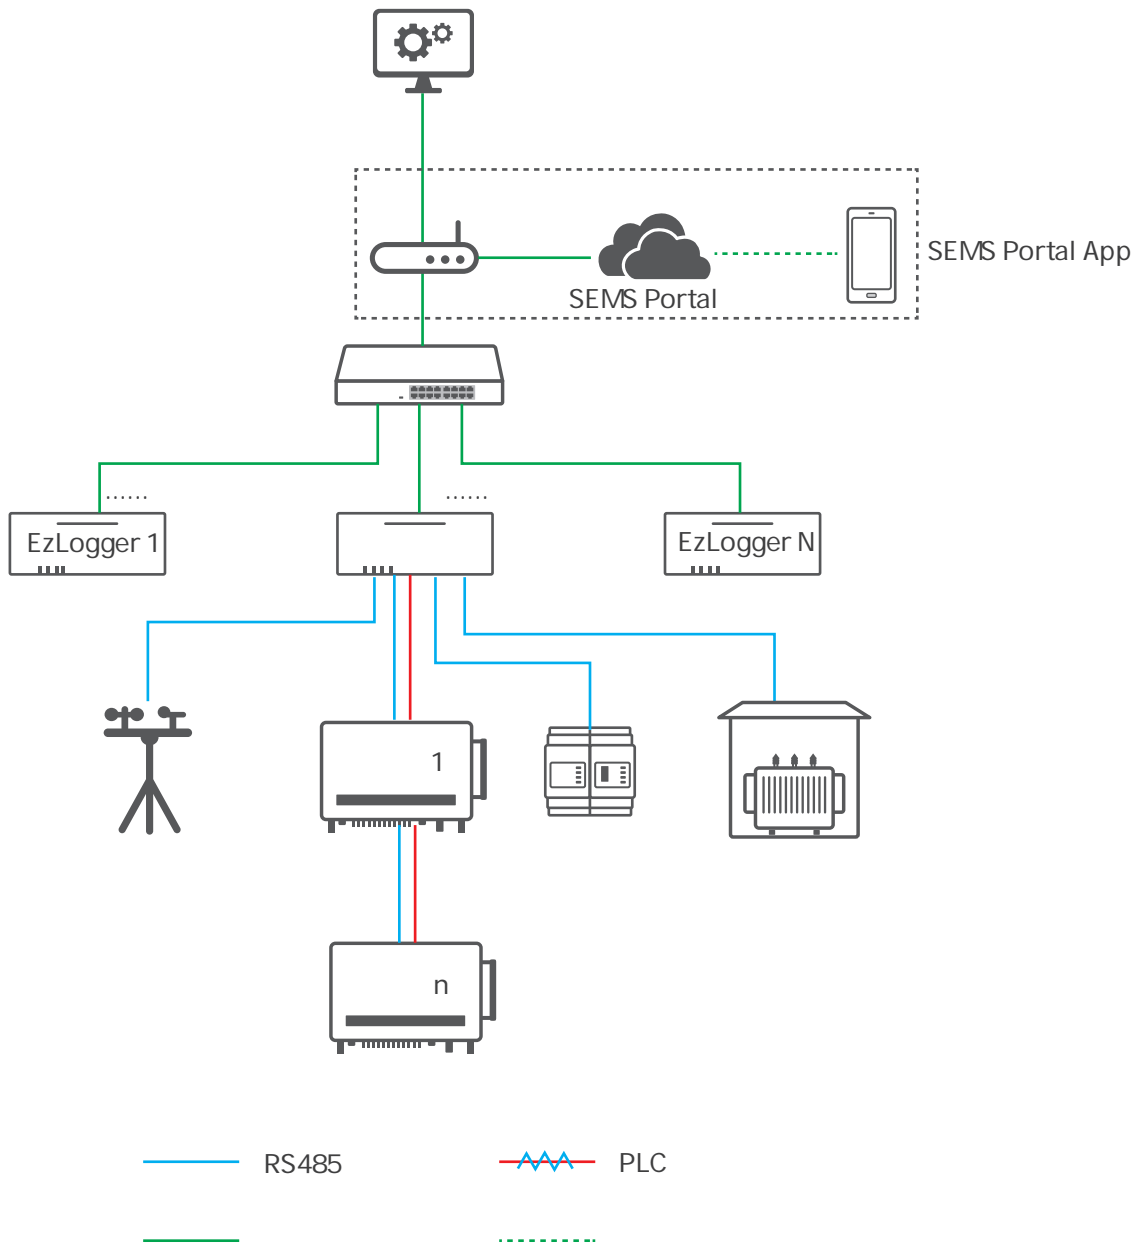 SEMS Portal App
SEMS Portal
EzLogger 1
EzLogger N
1
n
RS485
PLC